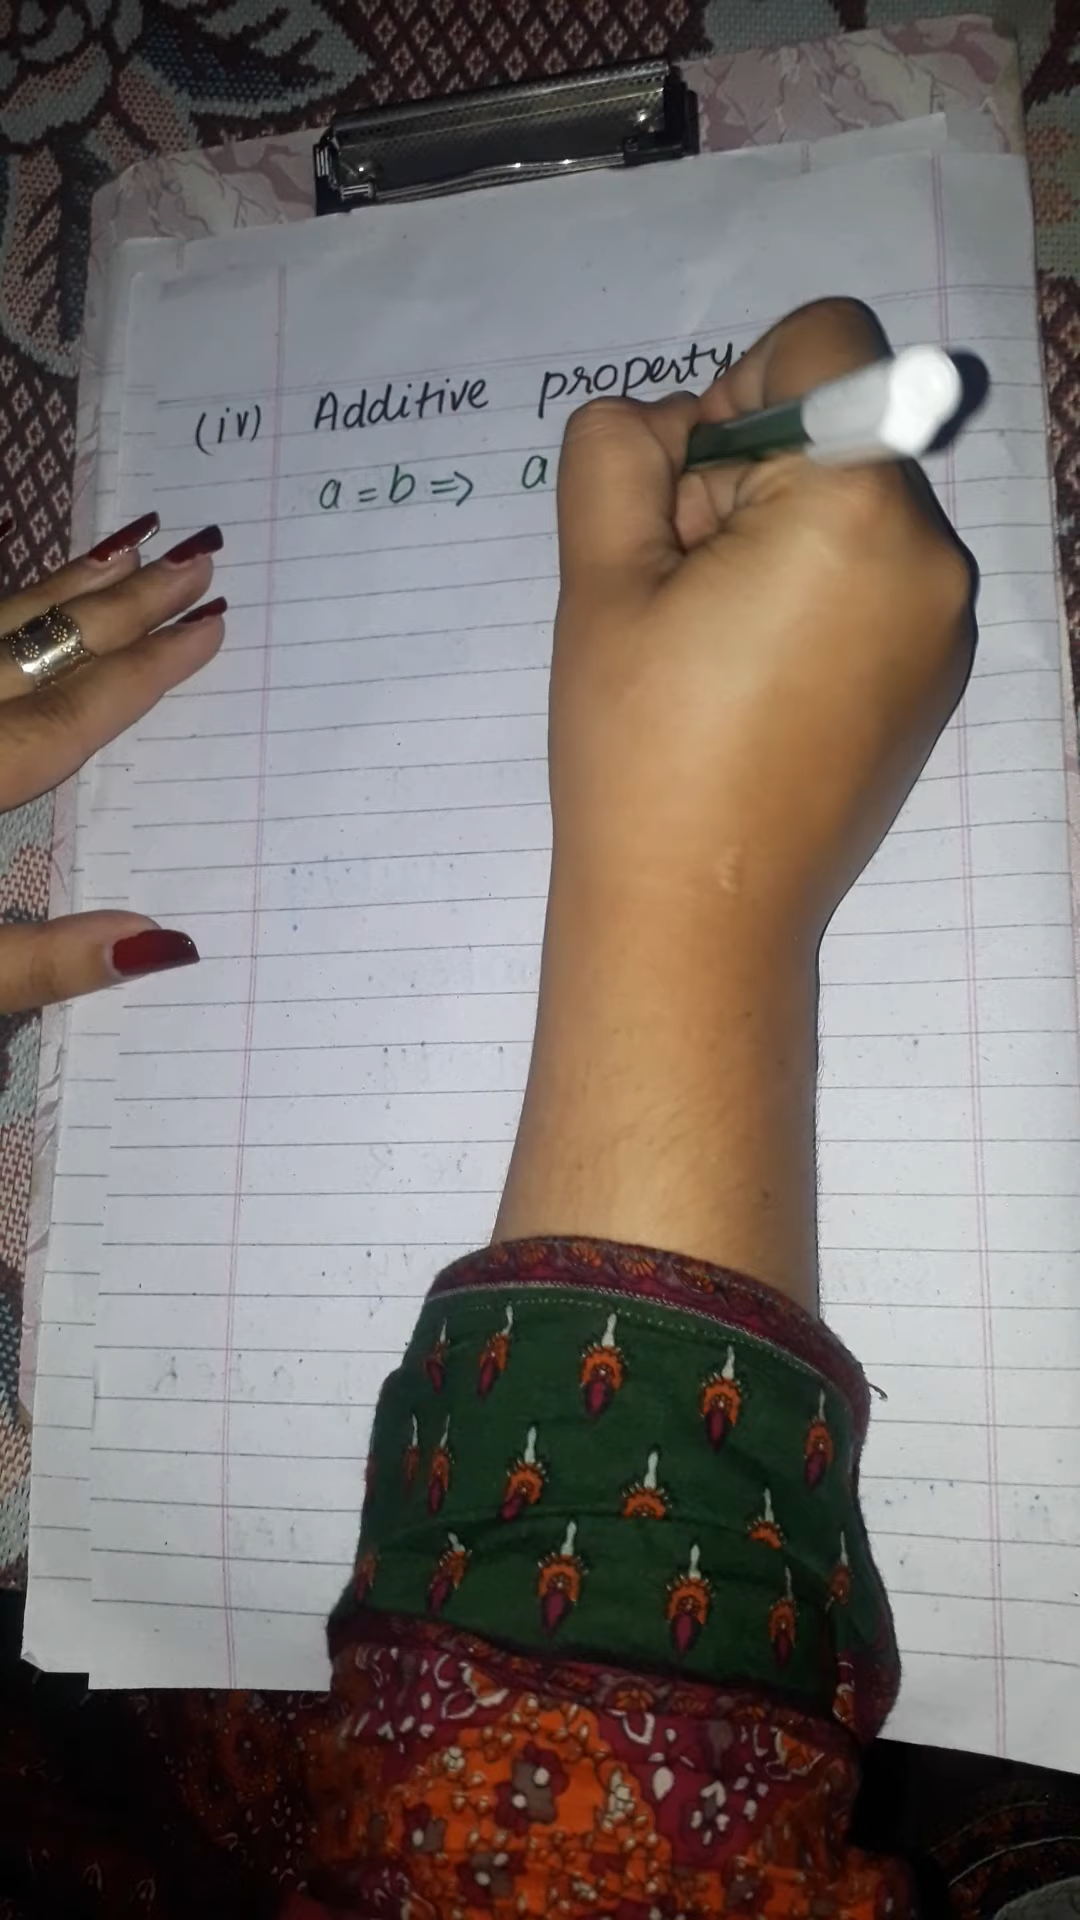 (iv) Additive property.
a = b => a